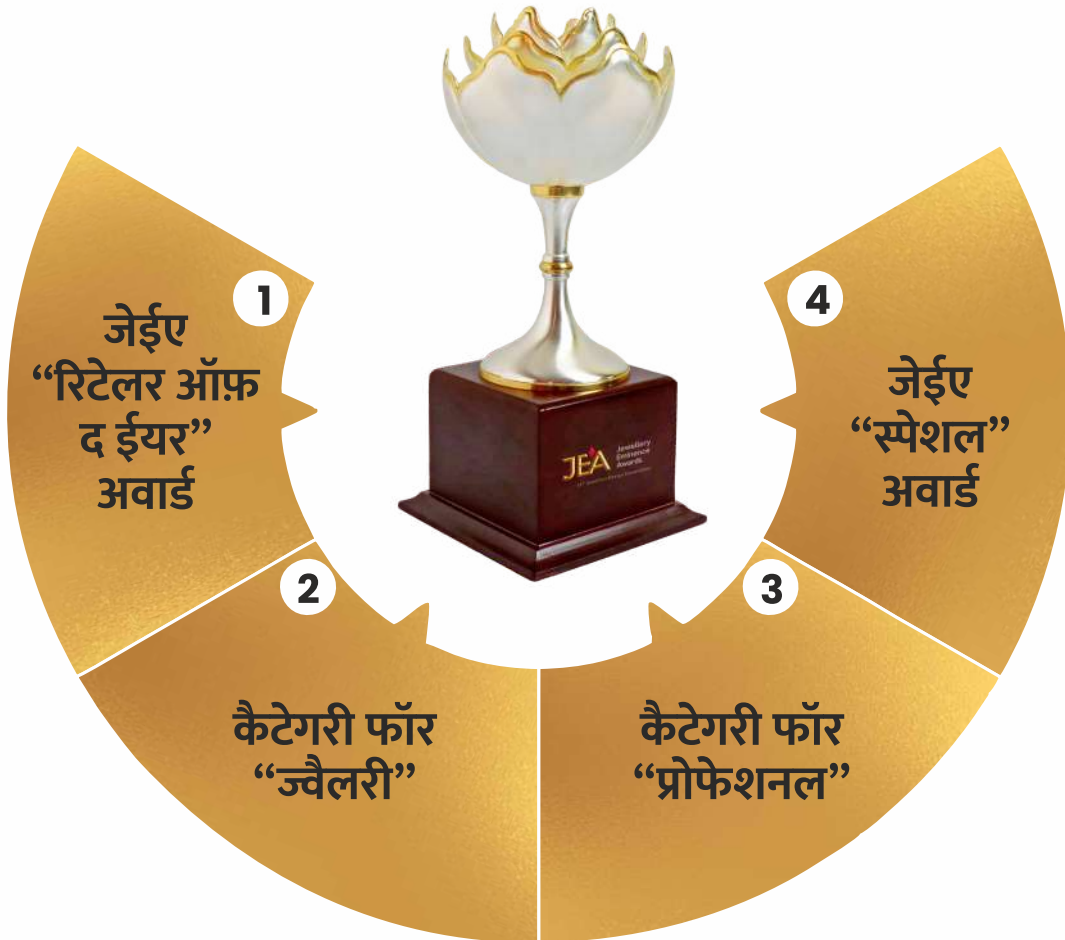 1
जेईए
“रिटेलर ऑफ़
द ईयर”
अवार्ड
2
कैटेगरी फॉर
“ज्वैलरी”
3
कैटेगरी फॉर
“प्रोफेशनल”
4
जेईए
“स्पेशल”
अवार्ड
JEA
Jewellery
Eminence
Awards